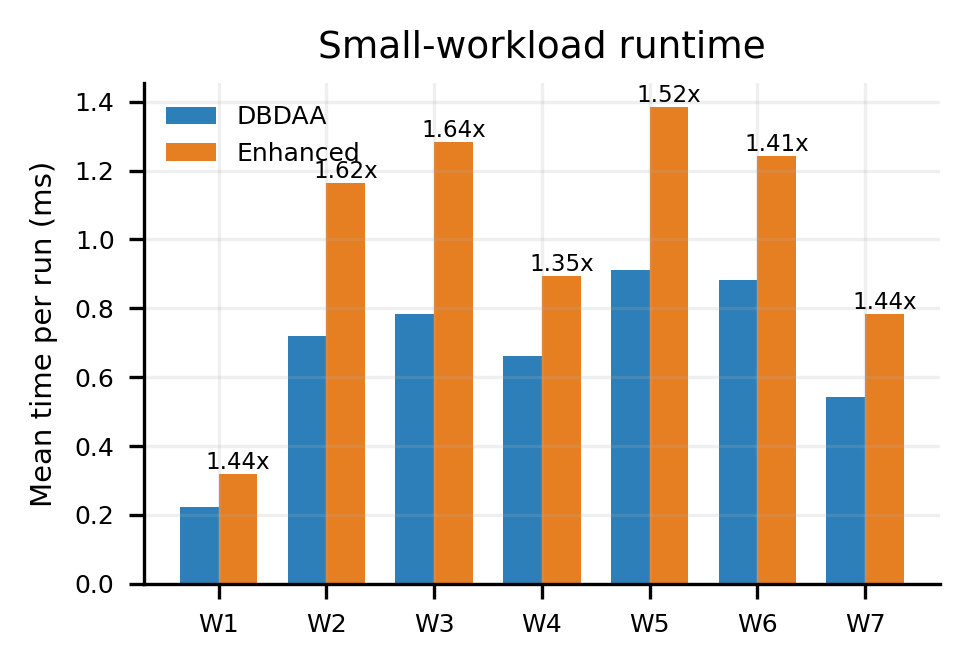 Small-workload runtime
Mean time per run (ms)
1.4
1.2
1.0
0.8
0.6
0.4
0.2
0.0
DBDAA
Enhanced
1.44x
1.62x
1.64x
1.35x
1.52x
1.41x
1.44x
W1 W2 W3 W4 W5 W6 W7